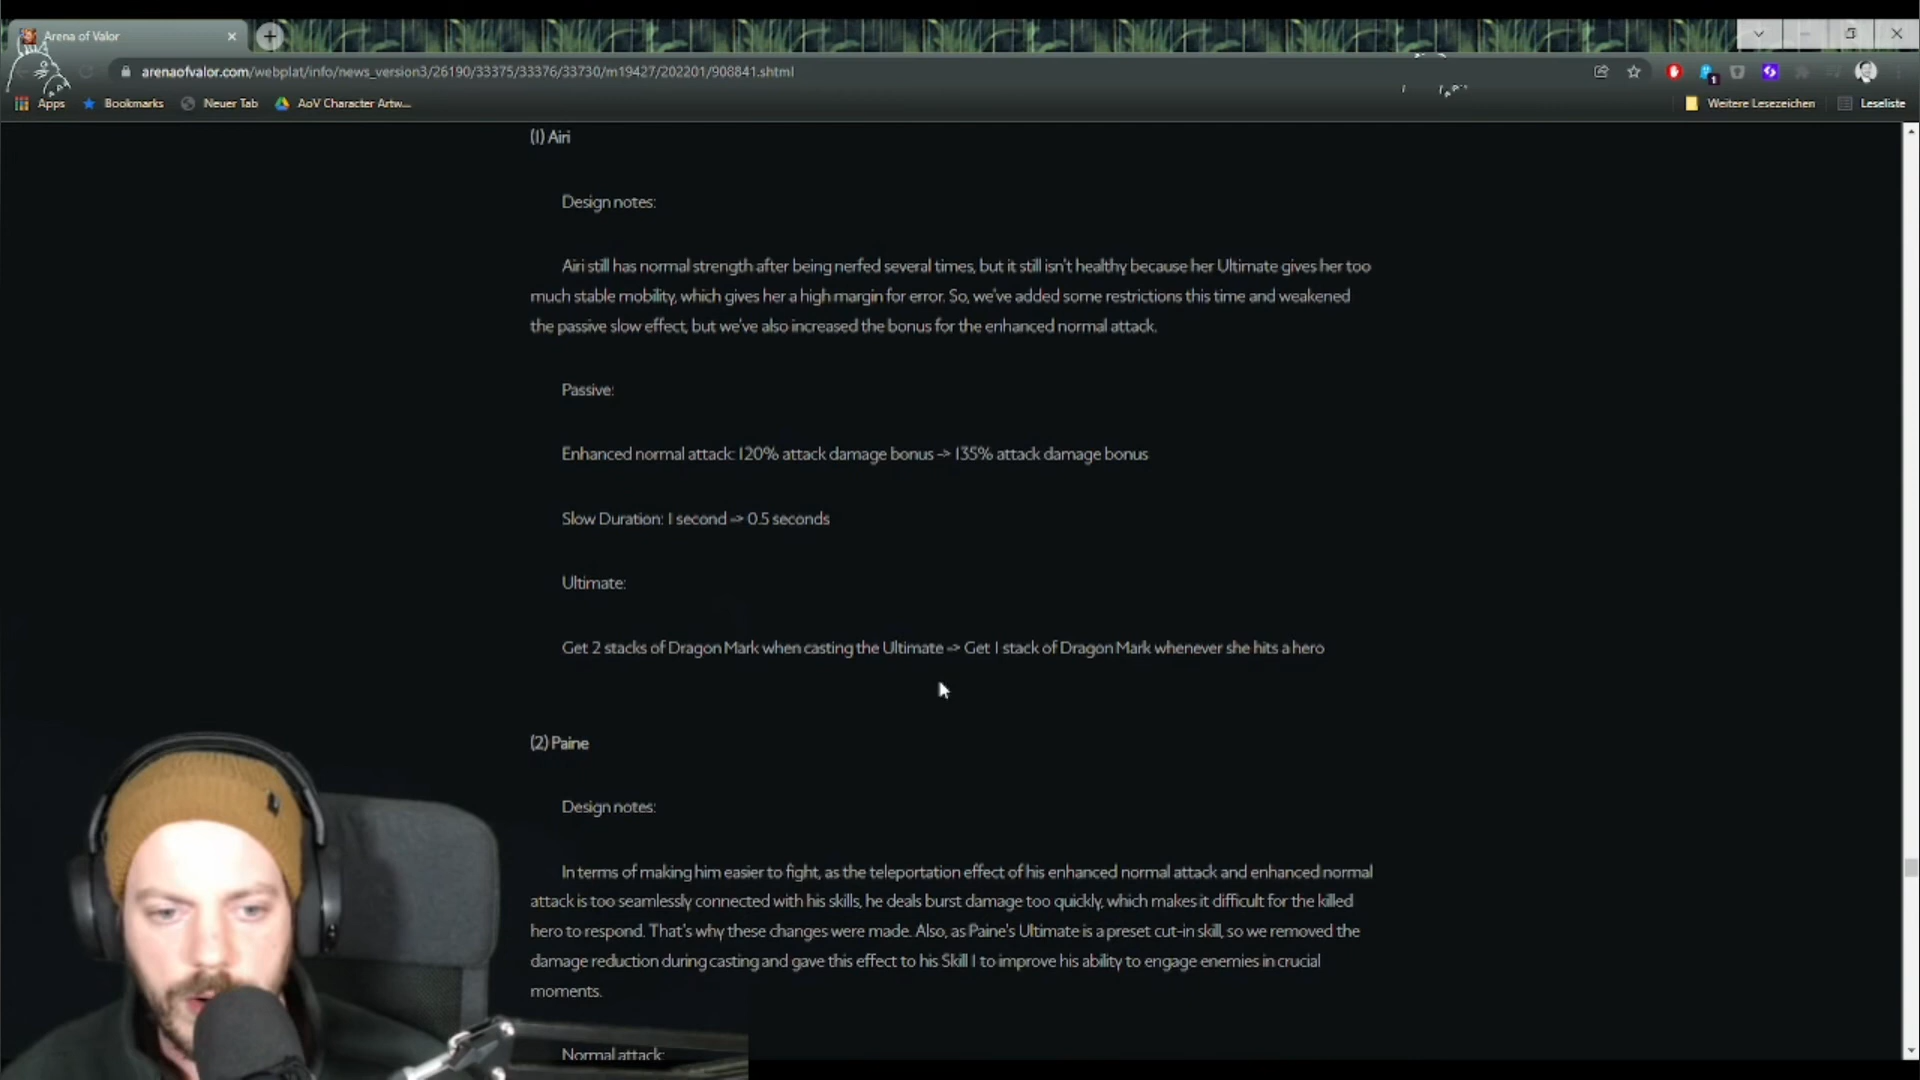 Arena of Valor
arenaofvalor.com/webplat/info/news_version3/26190/33375/33376/33730/m19427/202201/908841.shtml
Apps Bookmarks Neuer Tab AoV Character Artw... Weitere Lesezeichen Leseliste
(1) Airi
Design notes:
Airi still has normal strength after being nerfed several times, but it still isn't healthy because her Ultimate gives her too
much stable mobility, which gives her a high margin for error. So, we've added some restrictions this time and weakened
the passive slow effect, but we've also increased the bonus for the enhanced normal attack.
Passive:
Enhanced normal attack: 120% attack damage bonus -> 135% attack damage bonus
Slow Duration: 1 second -> 0.5 seconds
Ultimate:
Get 2 stacks of Dragon Mark when casting the Ultimate -> Get 1 stack of Dragon Mark whenever she hits a hero
(2) Paine
Design notes:
In terms of making him easier to fight, as the teleportation effect of his enhanced normal attack and enhanced normal
attack is too seamlessly connected with his skills, he deals burst damage too quickly, which makes it difficult for the killed
hero to respond. That's why these changes were made. Also, as Paine's Ultimate is a preset cut-in skill, so we removed the
damage reduction during casting and gave this effect to his Skill 1 to improve his ability to engage enemies in crucial
moments.
Normal attack: